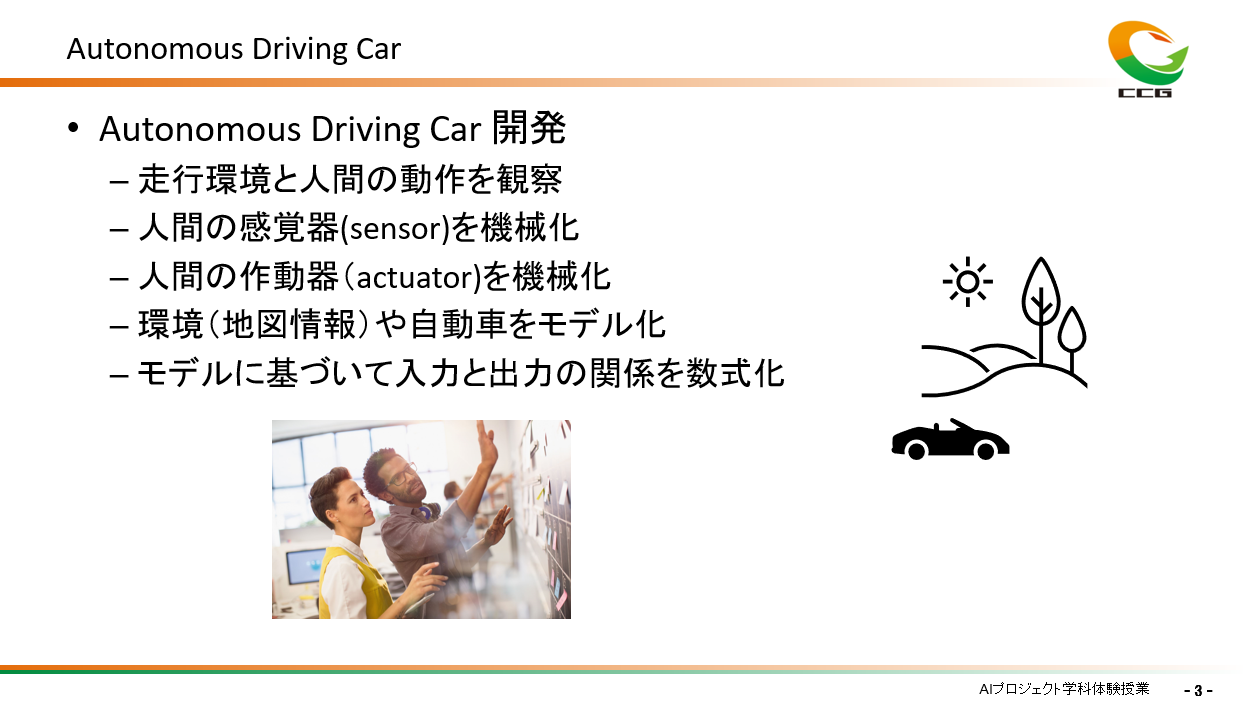 Autonomous Driving Car
CCG
• Autonomous Driving Car 開発
– 走行環境と人間の動作を観察
– 人間の感覚器(sensor)を機械化
– 人間の作動器（actuator)を機械化
– 環境（地図情報）や自動車をモデル化
– モデルに基づいて入力と出力の関係を数式化
AIプロジェクト学科体験授業
- 3 -